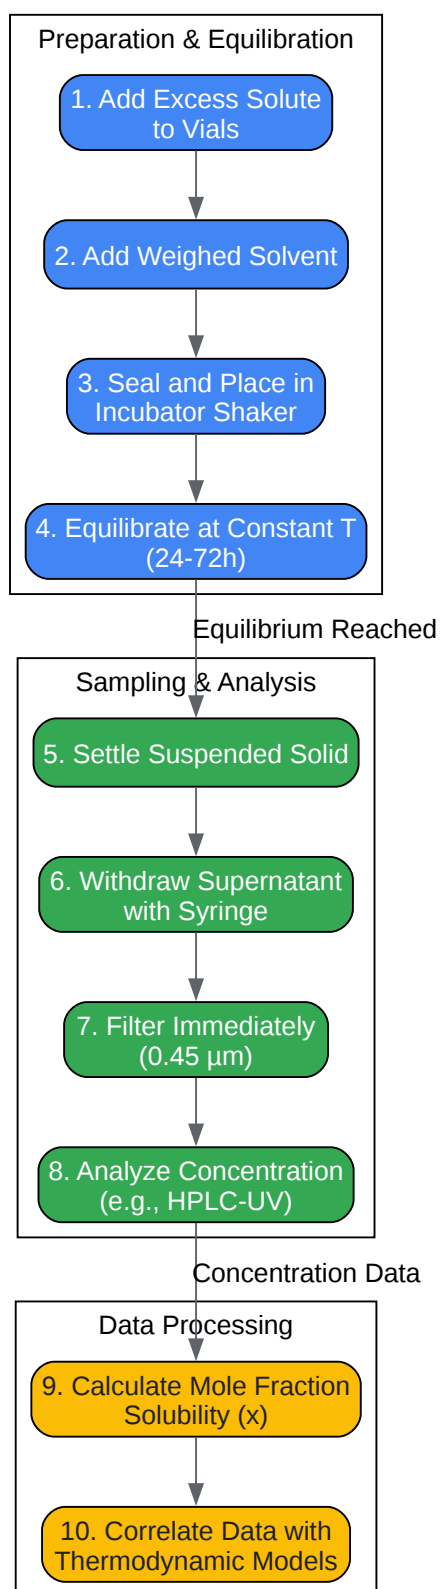 Preparation & Equilibration
1. Add Excess Solute
to Vials
2. Add Weighed Solvent
3. Seal and Place in
Incubator Shaker
4. Equilibrate at Constant T
(24-72h)
Equilibrium Reached
Sampling & Analysis
5. Settle Suspended Solid
6. Withdraw Supernatant
with Syringe
7. Filter Immediately
(0.45 µm)
8. Analyze Concentration
(e.g., HPLC-UV)
Concentration Data
Data Processing
9. Calculate Mole Fraction
Solubility (x)
10. Correlate Data with
Thermodynamic Models